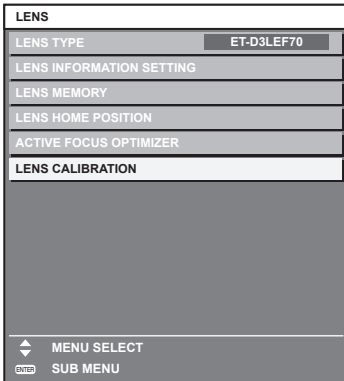 LENS
LENS TYPE ET-D3LEF70
LENS INFORMATION SETTING
LENS MEMORY
LENS HOME POSITION
ACTIVE FOCUS OPTIMIZER
LENS CALIBRATION
MENU SELECT
ENTER SUB MENU